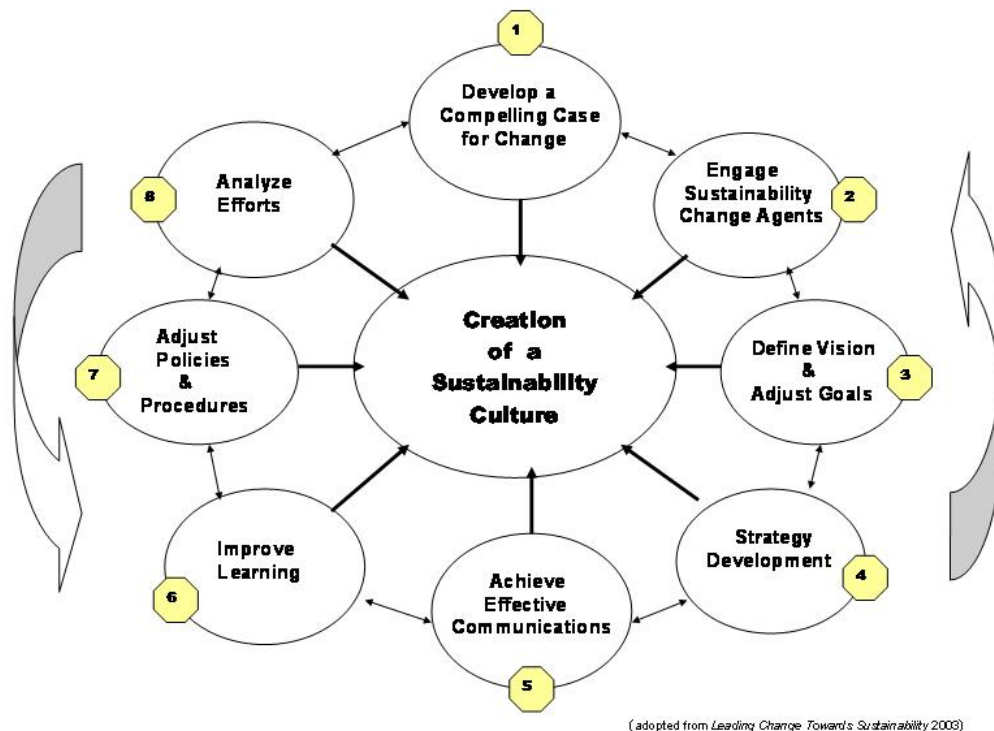 1
Develop a
Compelling Case
for Change
2
Engage
Sustainability
Change Agents
3
Define Vision
&
Adjust Goals
4
Strategy
Development
5
Achieve
Effective
Communications
6
Improve
Learning
7
Adjust
Policies
&
Procedures
8
Analyze
Efforts
Creation
of a
Sustainability
Culture
( adopted from Leading Change Towards Sustainability 2003)